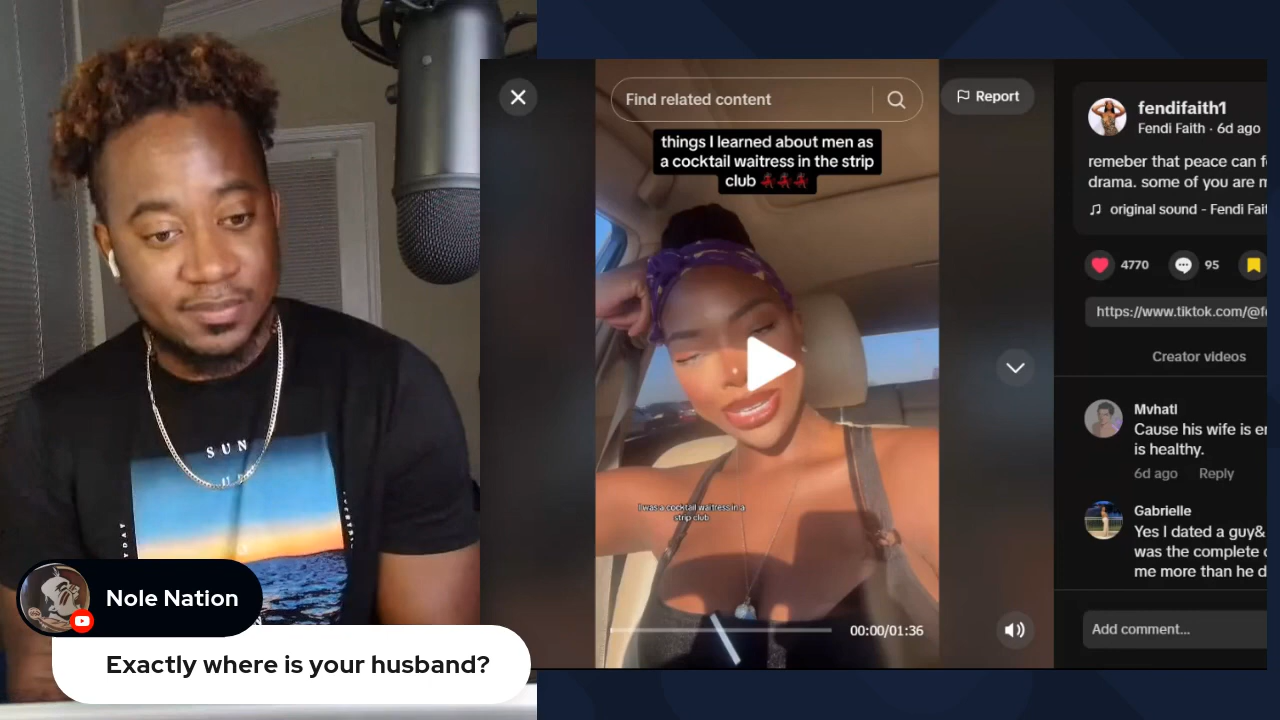 Find related content
Report
things I learned about men as
a cocktail waitress in the strip
club
I was a cocktail waitress in a
strip club
00:00/01:36
fendifaith1
Fendi Faith · 6d ago
remeber that peace can
drama. some of you are
original sound - Fendi
4770
95
https://www.tiktok.com/@
Creator videos
Mvhatl
Cause his wife is
is healthy.
6d ago Reply
Gabrielle
Yes I dated a guy&
was the complete
me more than he
Add comment...
SUN
Nole Nation
Exactly where is your husband?